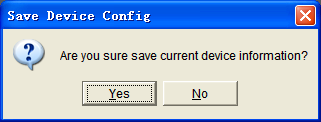 Save Device Config
Are you sure save current device information?
Yes
No